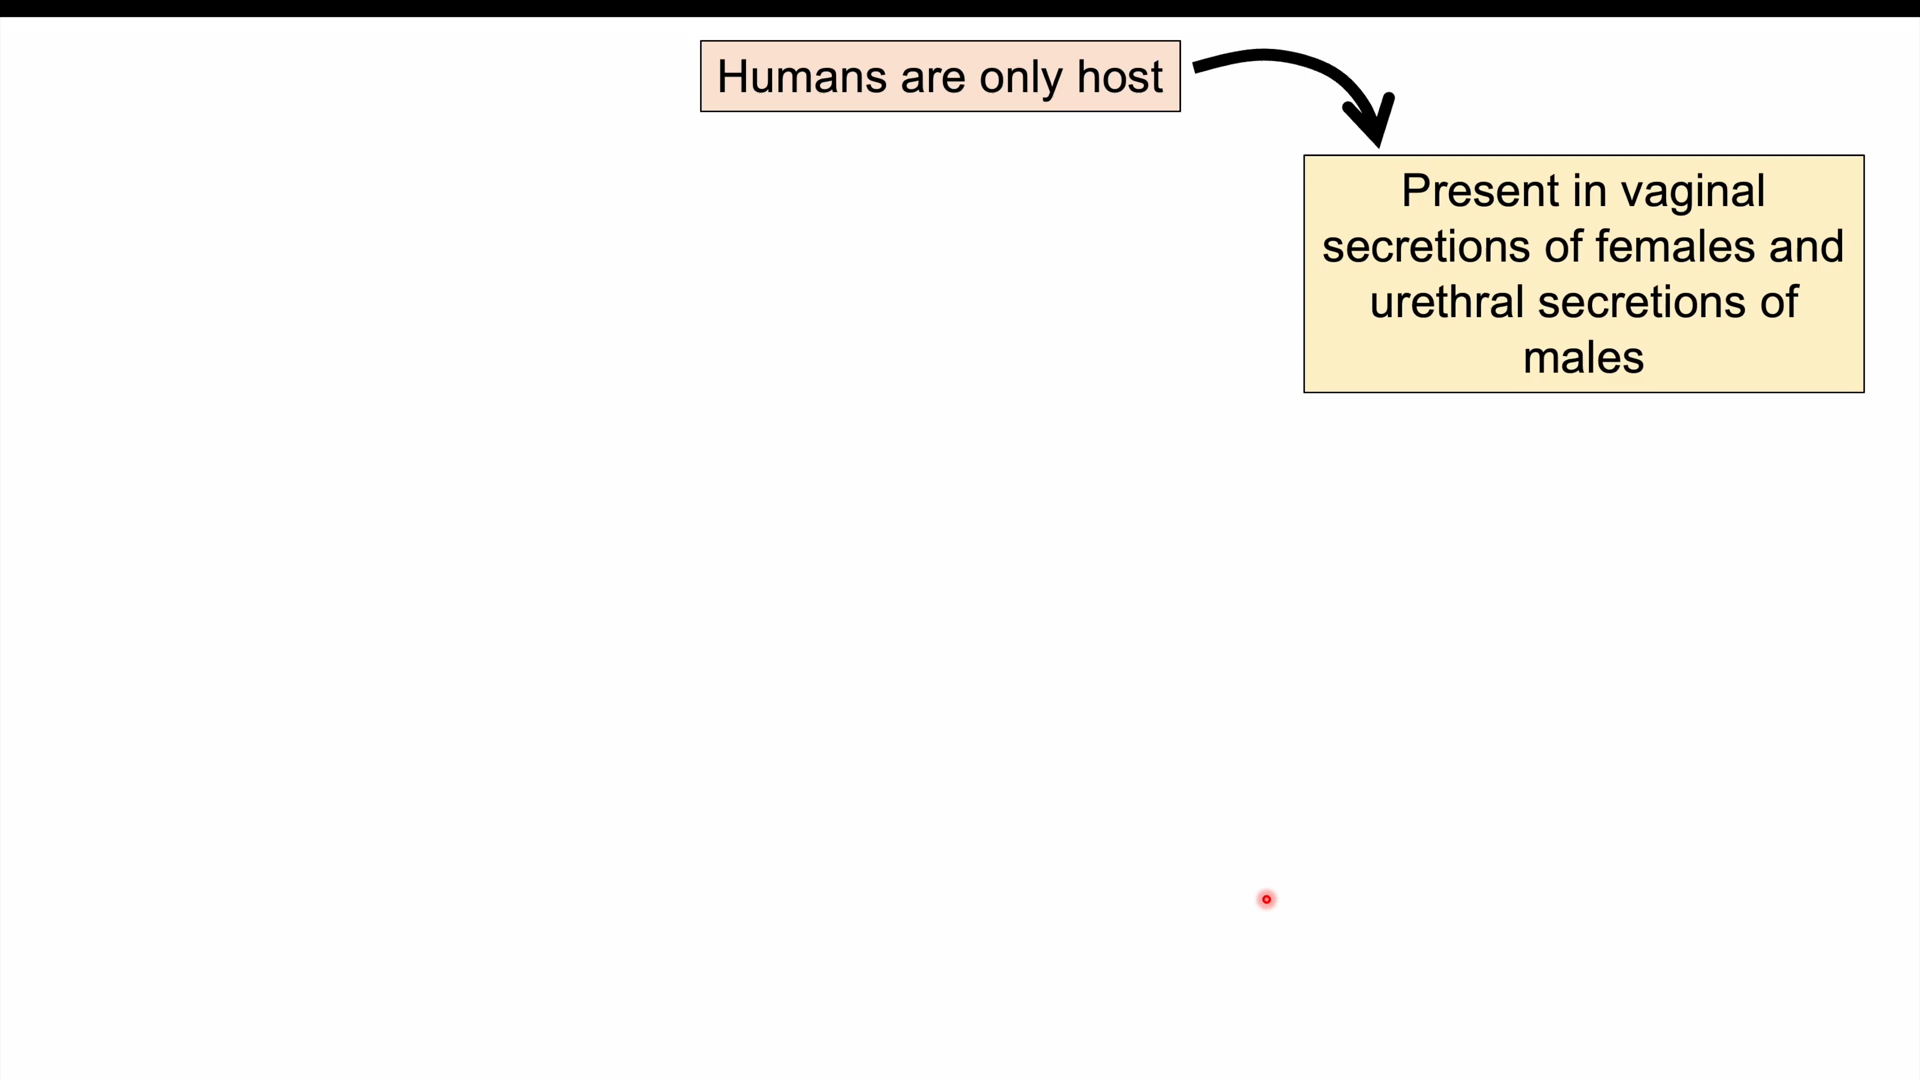 Humans are only host
Present in vaginal
secretions of females and
urethral secretions of
males